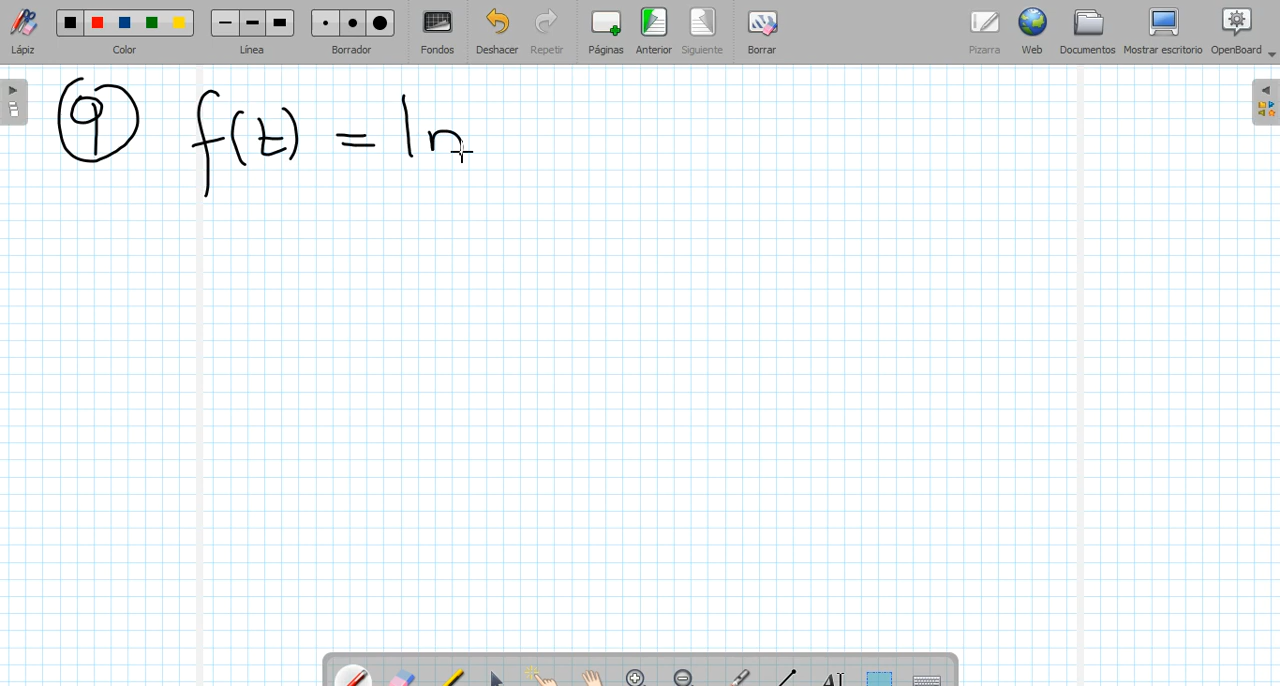 Lápiz Color Línea Borrador Fondos Deshacer Repetir Páginas Anterior Siguiente Borrar Pizarra Web Documentos Mostrar escritorio OpenBoard
9 f(t) = ln